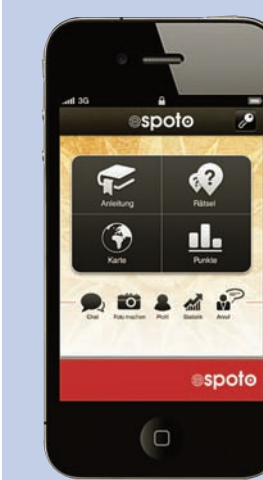 3G
espoto
Anleitung
Rätsel
Karte
Punkte
Chat
Foto machen
Profil
Statistik
Anruf
espoto